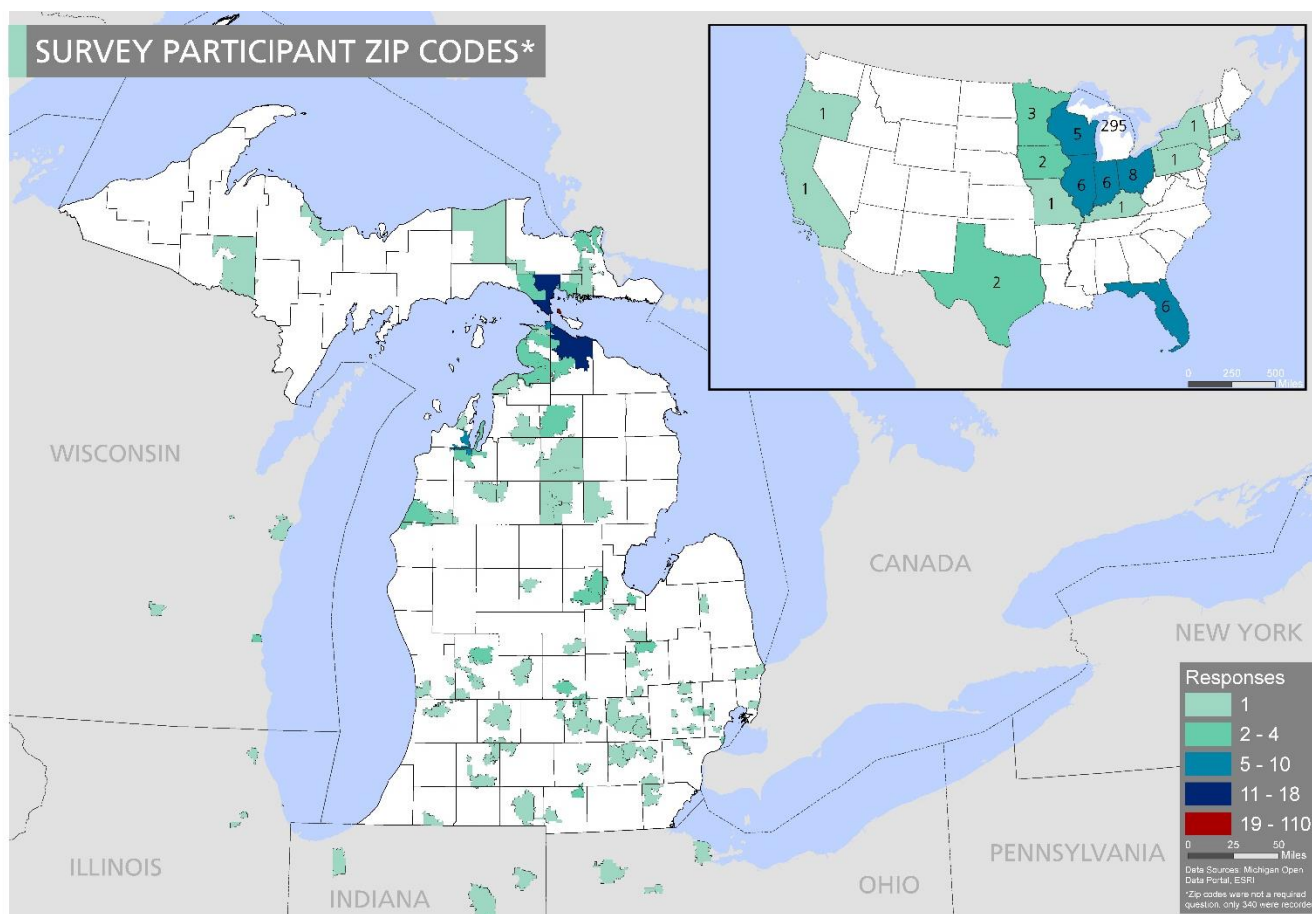 SURVEY PARTICIPANT ZIP CODES*
1
3
5
295
1
2
1
8
6
6
1
1
1
2
6
0 250 500
Miles
WISCONSIN
CANADA
NEW YORK
ILLINOIS
INDIANA
OHIO
PENNSYLVANIA
Responses
1
2 - 4
5 - 10
11 - 18
19 - 110
0 25 50
Miles
Data Sources: Michigan Open
Data Portal, ESRI
*Zip codes were not a required
question, only 340 were recorde